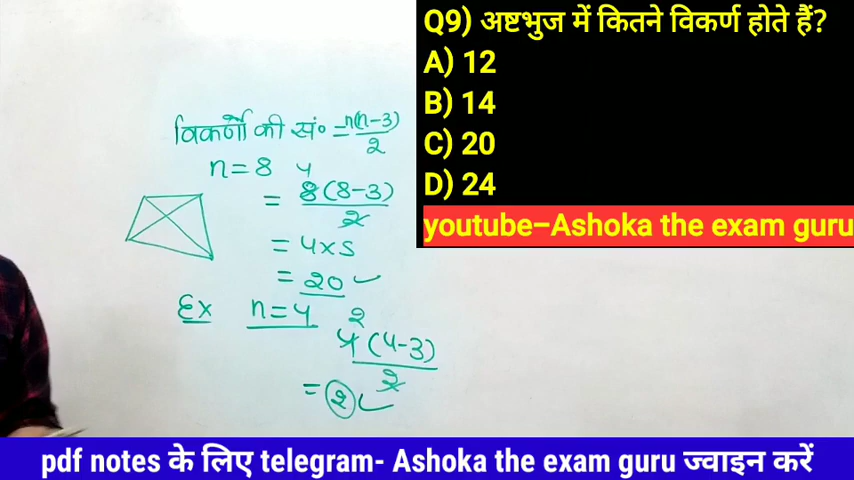 Q9) अष्टभुज में कितने विकर्ण होते हैं?
A) 12
B) 14
C) 20
D) 24
youtube–Ashoka the exam guru
विकर्णो की सं० = n(n-3)/2
n = 8
= 8(8-3)/2 4
= 4×5
= 20 ✓
Ex n = 4
4(4-3)/2 2
= 2 ✓
pdf notes के लिए telegram- Ashoka the exam guru ज्वाइन करें